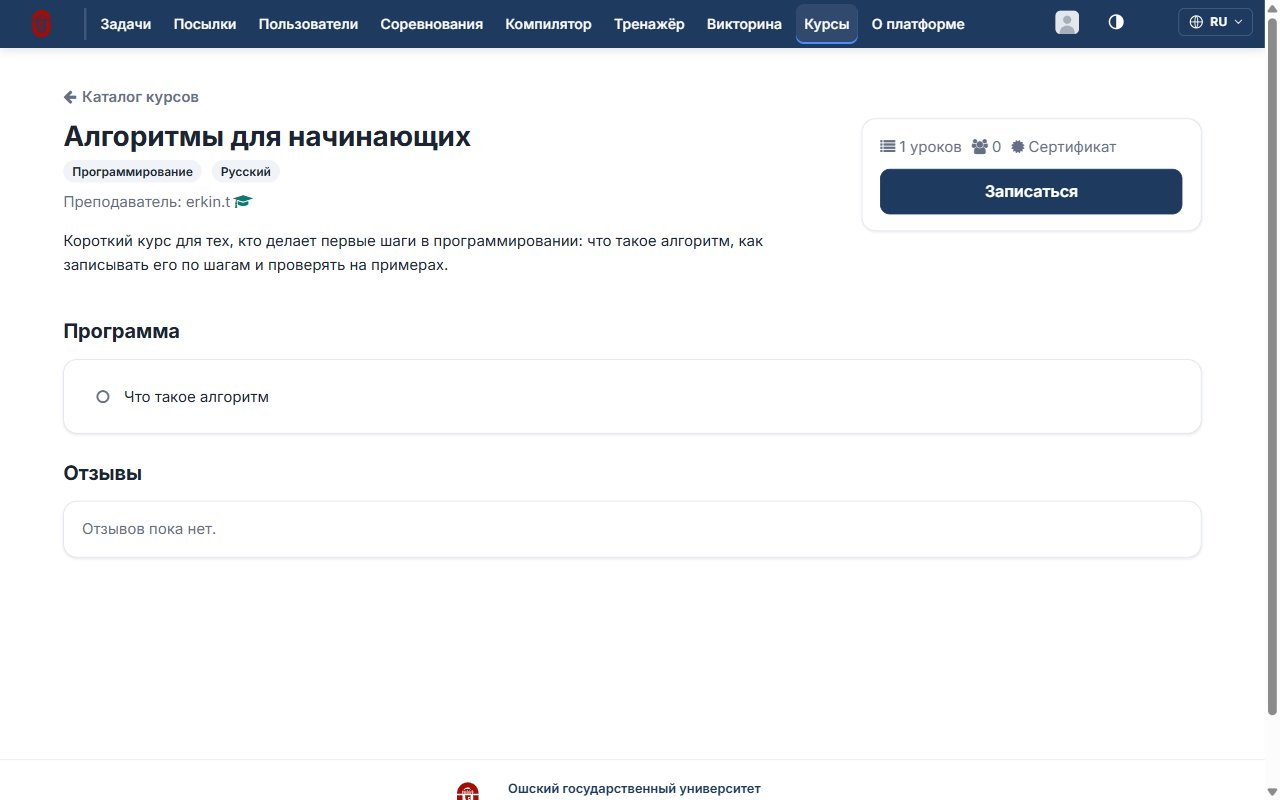 Задачи Посылки Пользователи Соревнования Компилятор Тренажёр Викторина Курсы О платформе RU
Каталог курсов
Алгоритмы для начинающих
Программирование Русский
Преподаватель: erkin.t
Короткий курс для тех, кто делает первые шаги в программировании: что такое алгоритм, как
записывать его по шагам и проверять на примерах.
1 уроков 0 Сертификат
Записаться
Программа
Что такое алгоритм
Отзывы
Отзывов пока нет.
Ошский государственный университет